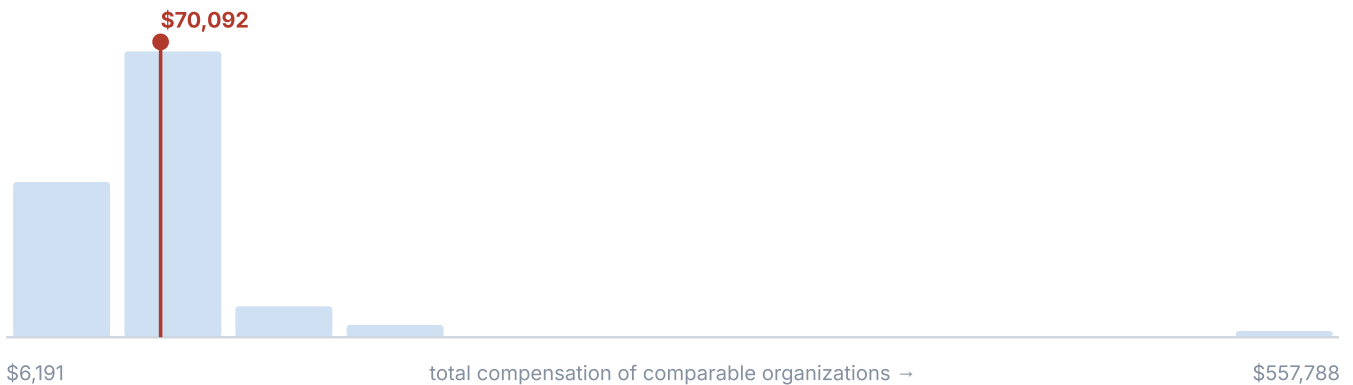 $70,092
$6,191
total compensation of comparable organizations →
$557,788